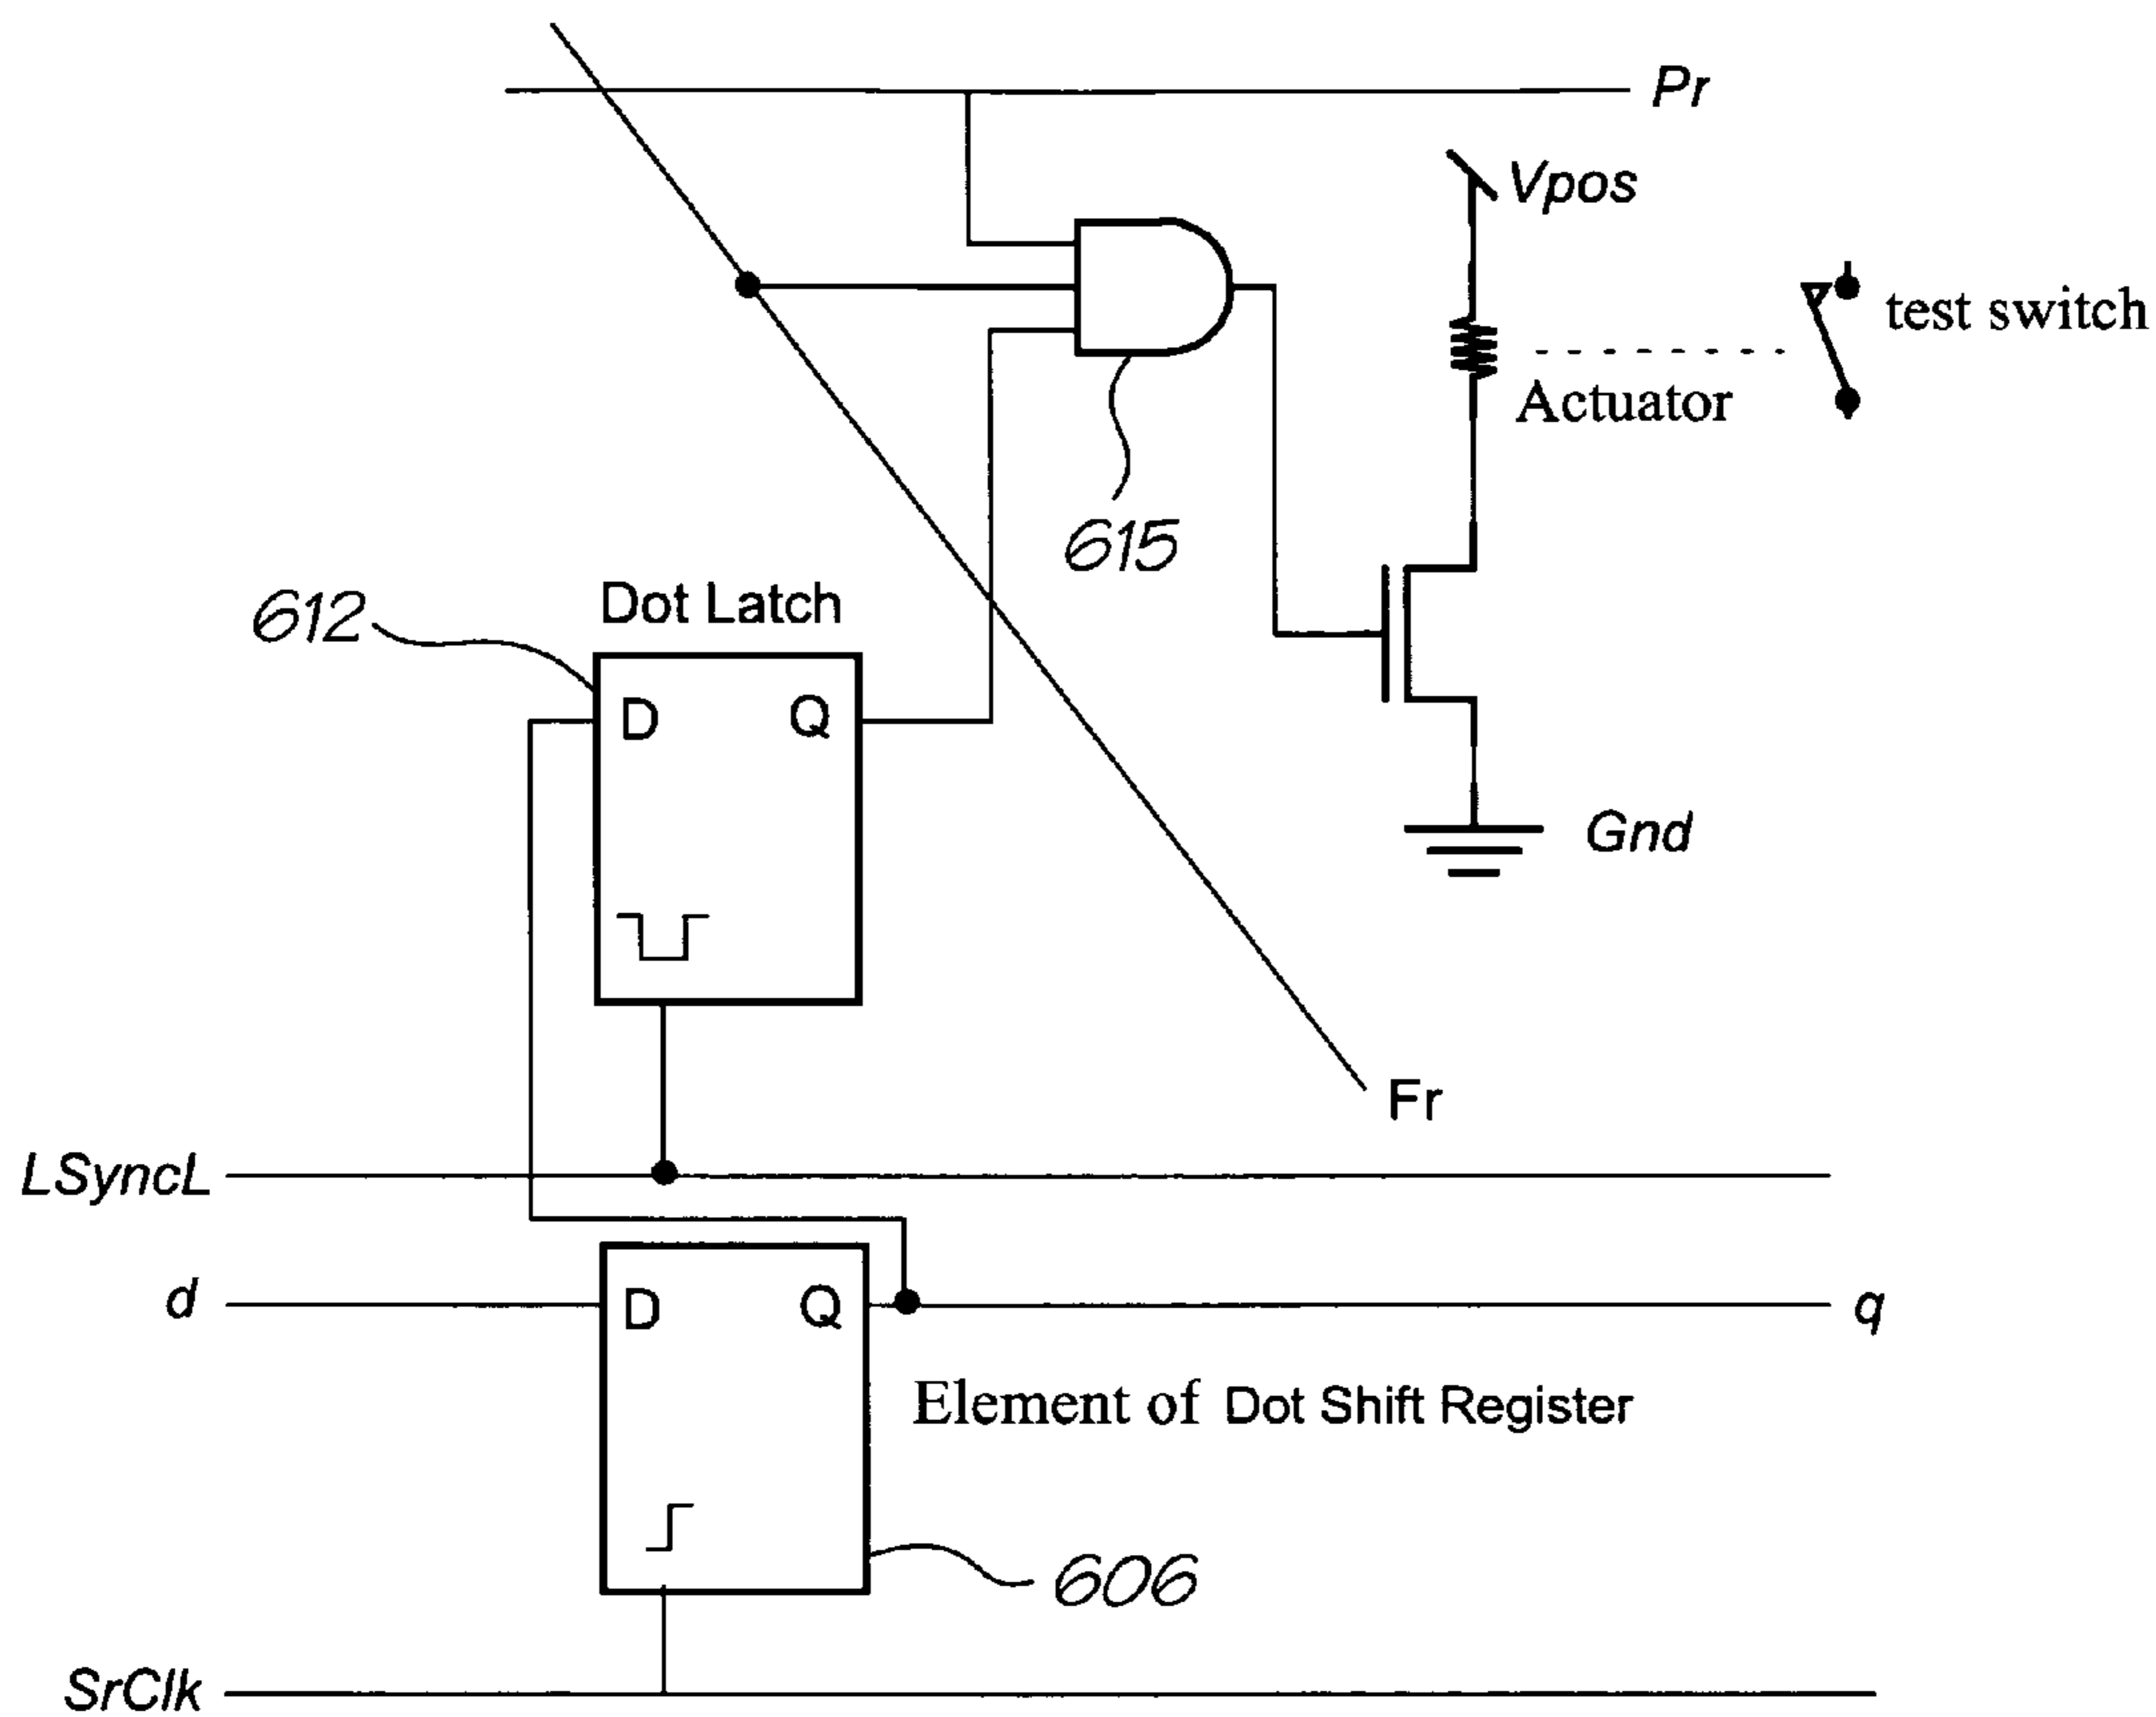 Pr
Vpos
test switch
Actuator
615
612
Dot Latch
D Q
Gnd
Fr
LSyncL
d
D Q
q
Element of Dot Shift Register
606
SrClk